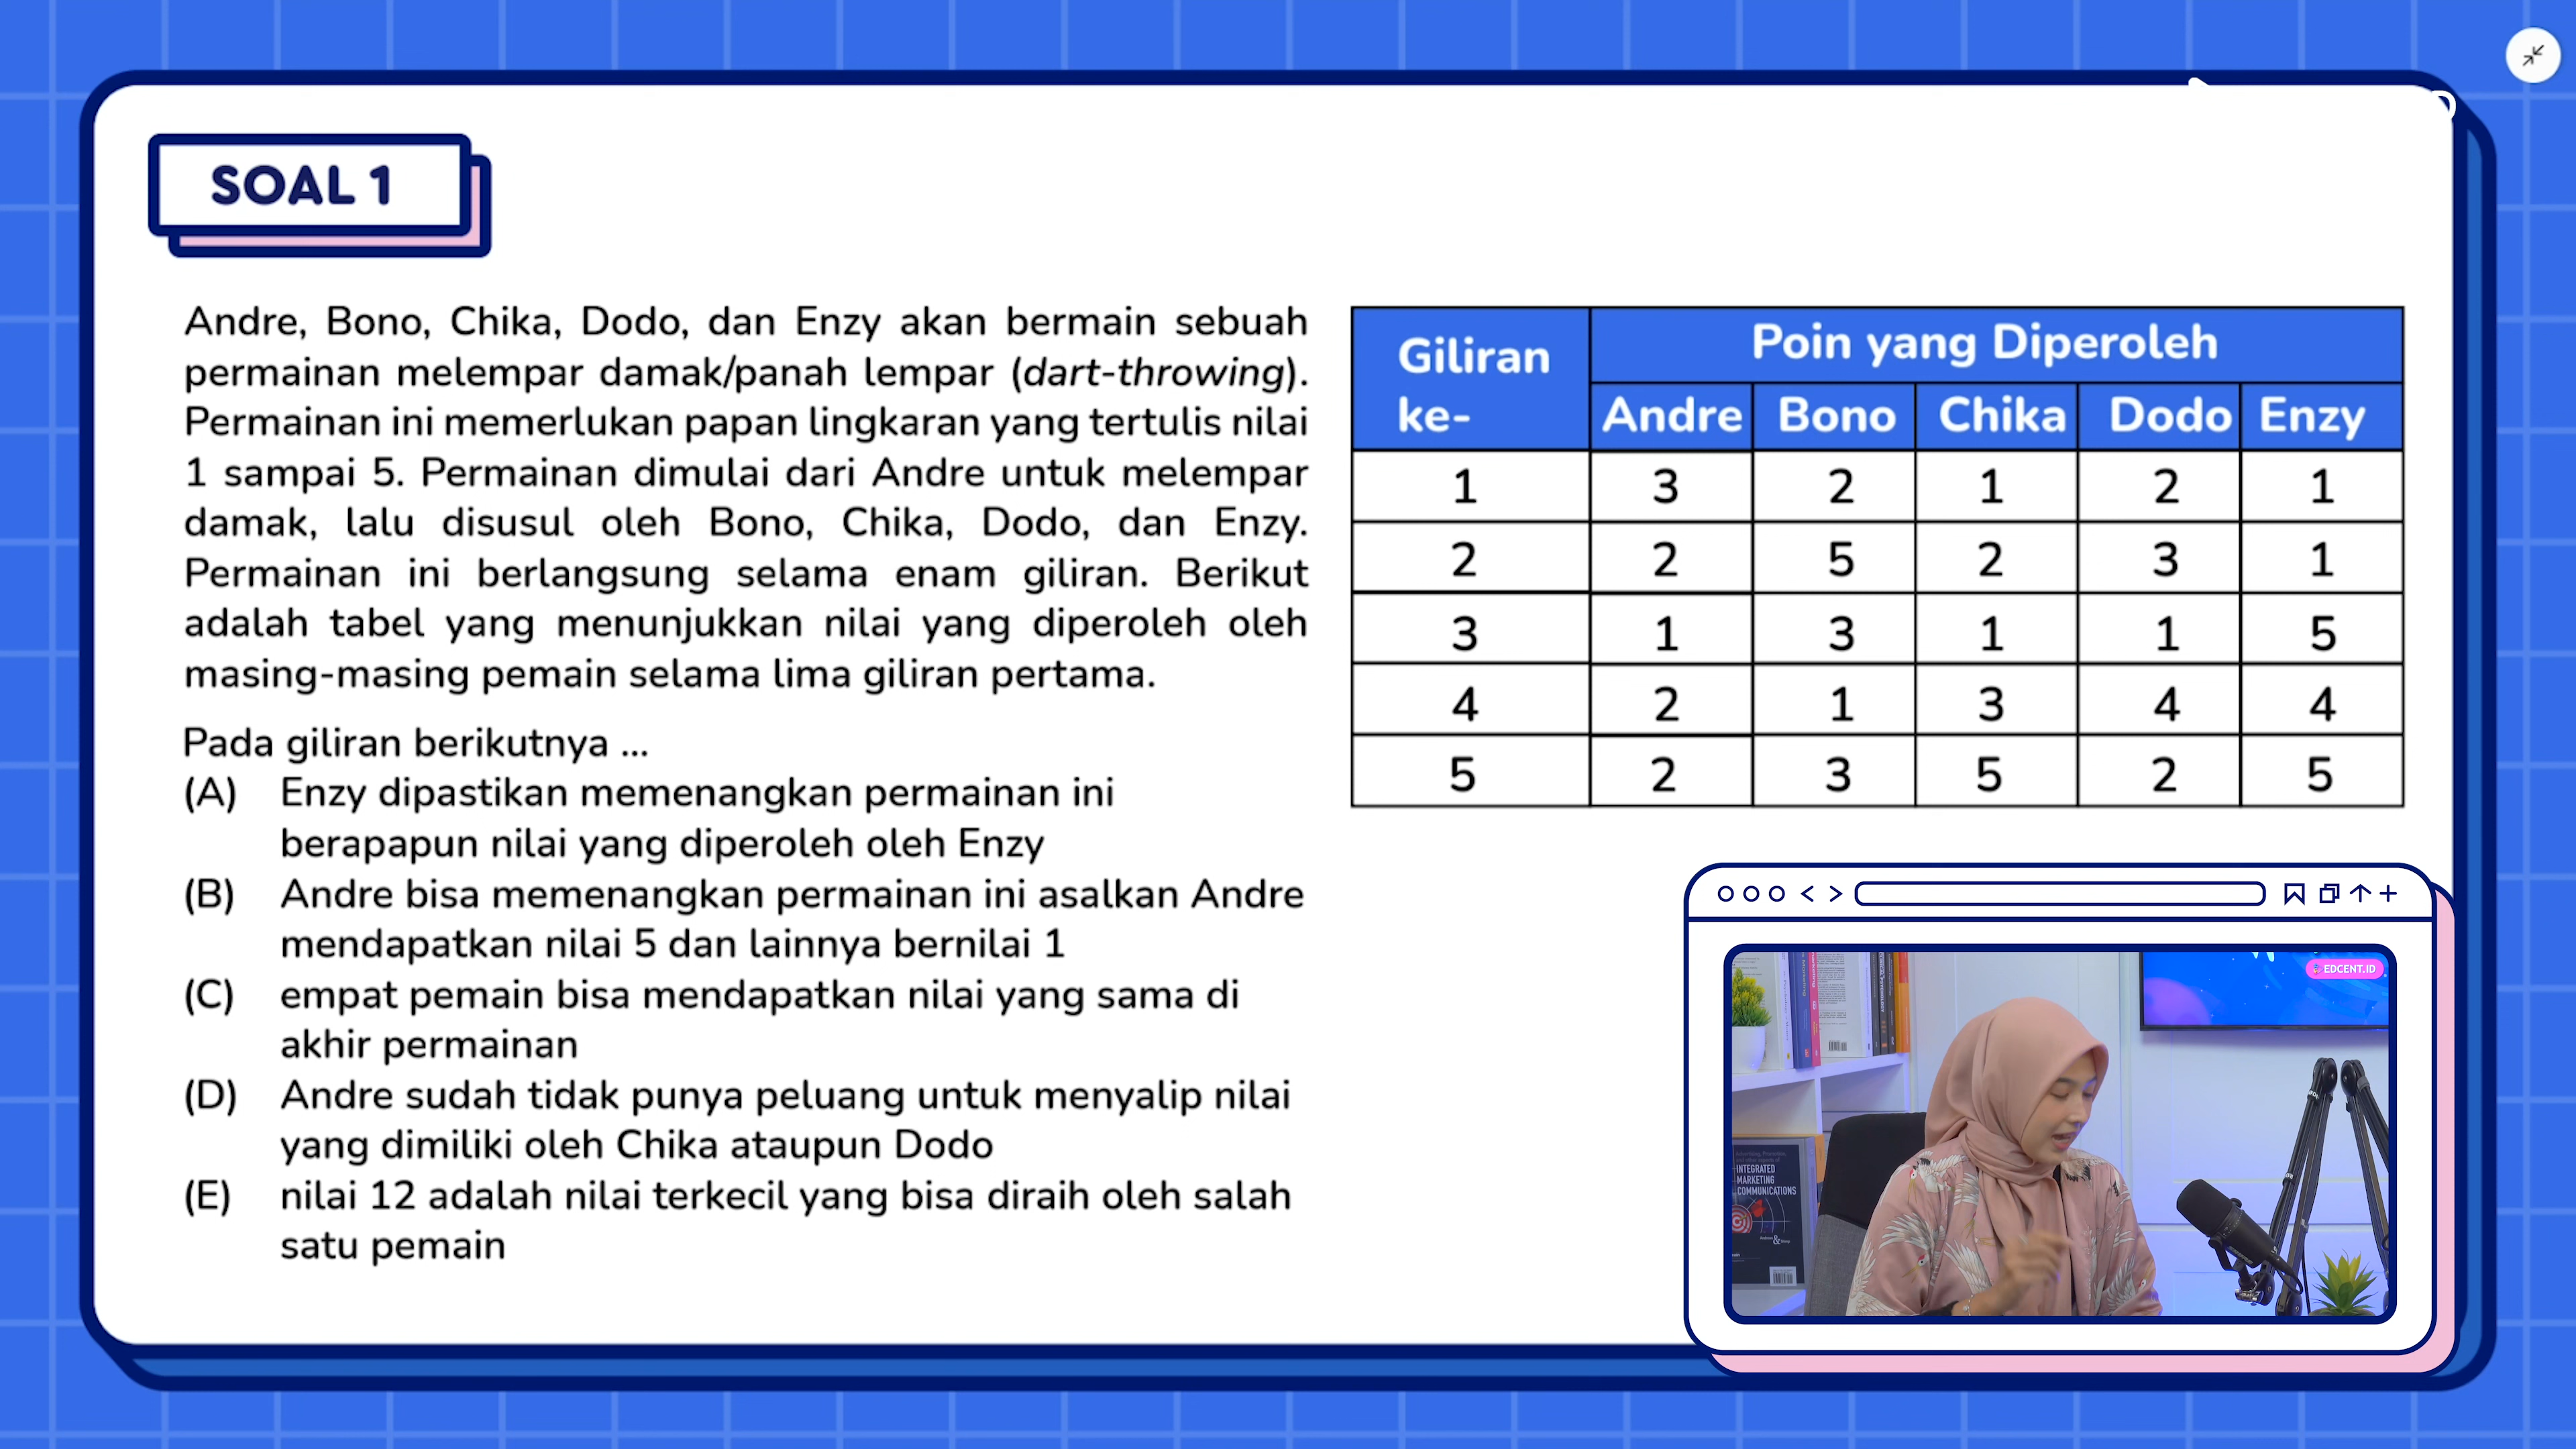 SOAL 1
Andre, Bono, Chika, Dodo, dan Enzy akan bermain sebuah
permainan melempar damak/panah lempar (dart-throwing).
Permainan ini memerlukan papan lingkaran yang tertulis nilai
1 sampai 5. Permainan dimulai dari Andre untuk melempar
damak, lalu disusul oleh Bono, Chika, Dodo, dan Enzy.
Permainan ini berlangsung selama enam giliran. Berikut
adalah tabel yang menunjukkan nilai yang diperoleh oleh
masing-masing pemain selama lima giliran pertama.
Pada giliran berikutnya ...
(A) Enzy dipastikan memenangkan permainan ini
berapapun nilai yang diperoleh oleh Enzy
(B) Andre bisa memenangkan permainan ini asalkan Andre
mendapatkan nilai 5 dan lainnya bernilai 1
(C) empat pemain bisa mendapatkan nilai yang sama di
akhir permainan
(D) Andre sudah tidak punya peluang untuk menyalip nilai
yang dimiliki oleh Chika ataupun Dodo
(E) nilai 12 adalah nilai terkecil yang bisa diraih oleh salah
satu pemain
Giliran
ke-
Poin yang Diperoleh
Andre Bono Chika Dodo Enzy
1 3 2 1 2 1
2 2 5 2 3 1
3 1 3 1 1 5
4 2 1 3 4 4
5 2 3 5 2 5
EDCENT.ID
INTEGRATED
MARKETING
COMMUNICATIONS